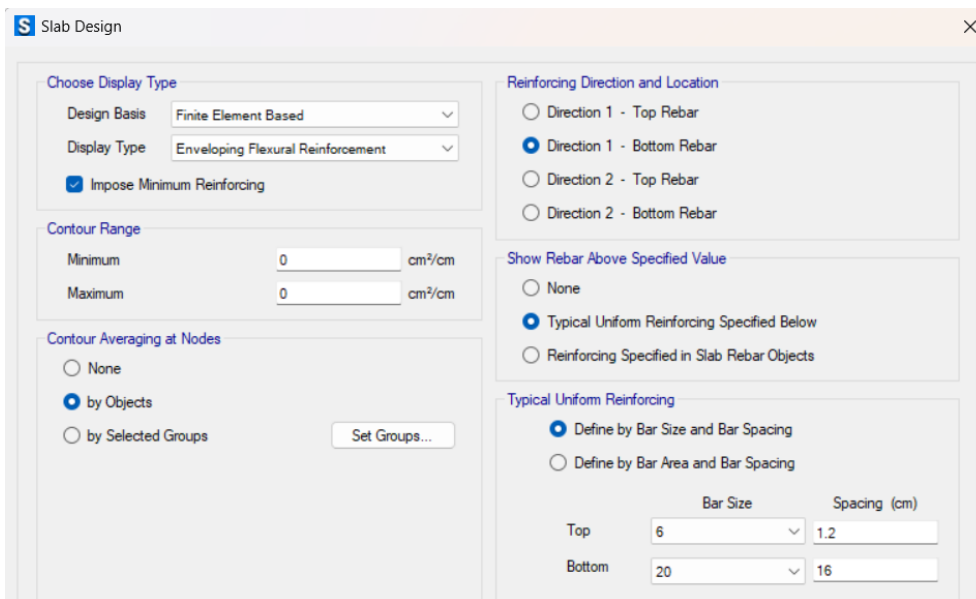 S Slab Design
Choose Display Type
Design Basis Finite Element Based
Display Type Enveloping Flexural Reinforcement
Impose Minimum Reinforcing
Contour Range
Minimum 0 cm²/cm
Maximum 0 cm²/cm
Contour Averaging at Nodes
None
by Objects
by Selected Groups Set Groups...
Reinforcing Direction and Location
Direction 1 - Top Rebar
Direction 1 - Bottom Rebar
Direction 2 - Top Rebar
Direction 2 - Bottom Rebar
Show Rebar Above Specified Value
None
Typical Uniform Reinforcing Specified Below
Reinforcing Specified in Slab Rebar Objects
Typical Uniform Reinforcing
Define by Bar Size and Bar Spacing
Define by Bar Area and Bar Spacing
Bar Size Spacing (cm)
Top 6 1.2
Bottom 20 16